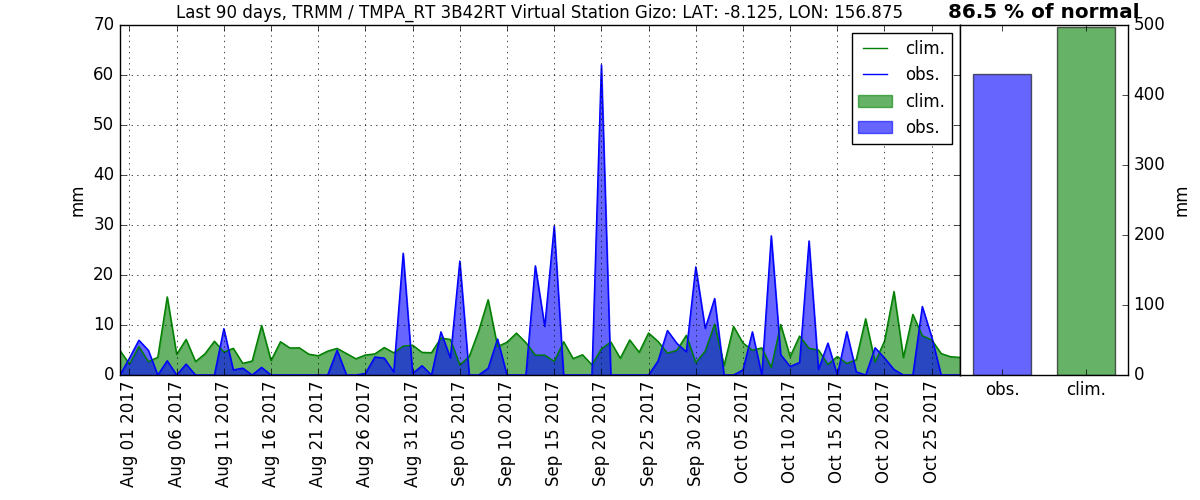 Last 90 days, TRMM / TMPA_RT 3B42RT Virtual Station Gizo: LAT: -8.125, LON: 156.875
86.5 % of normal
70
60
50
40
30
20
10
0
mm
clim.
obs.
clim.
obs.
Aug 01 2017
Aug 06 2017
Aug 11 2017
Aug 16 2017
Aug 21 2017
Aug 26 2017
Aug 31 2017
Sep 05 2017
Sep 10 2017
Sep 15 2017
Sep 20 2017
Sep 25 2017
Sep 30 2017
Oct 05 2017
Oct 10 2017
Oct 15 2017
Oct 20 2017
Oct 25 2017
500
400
300
200
100
0
mm
obs.
clim.